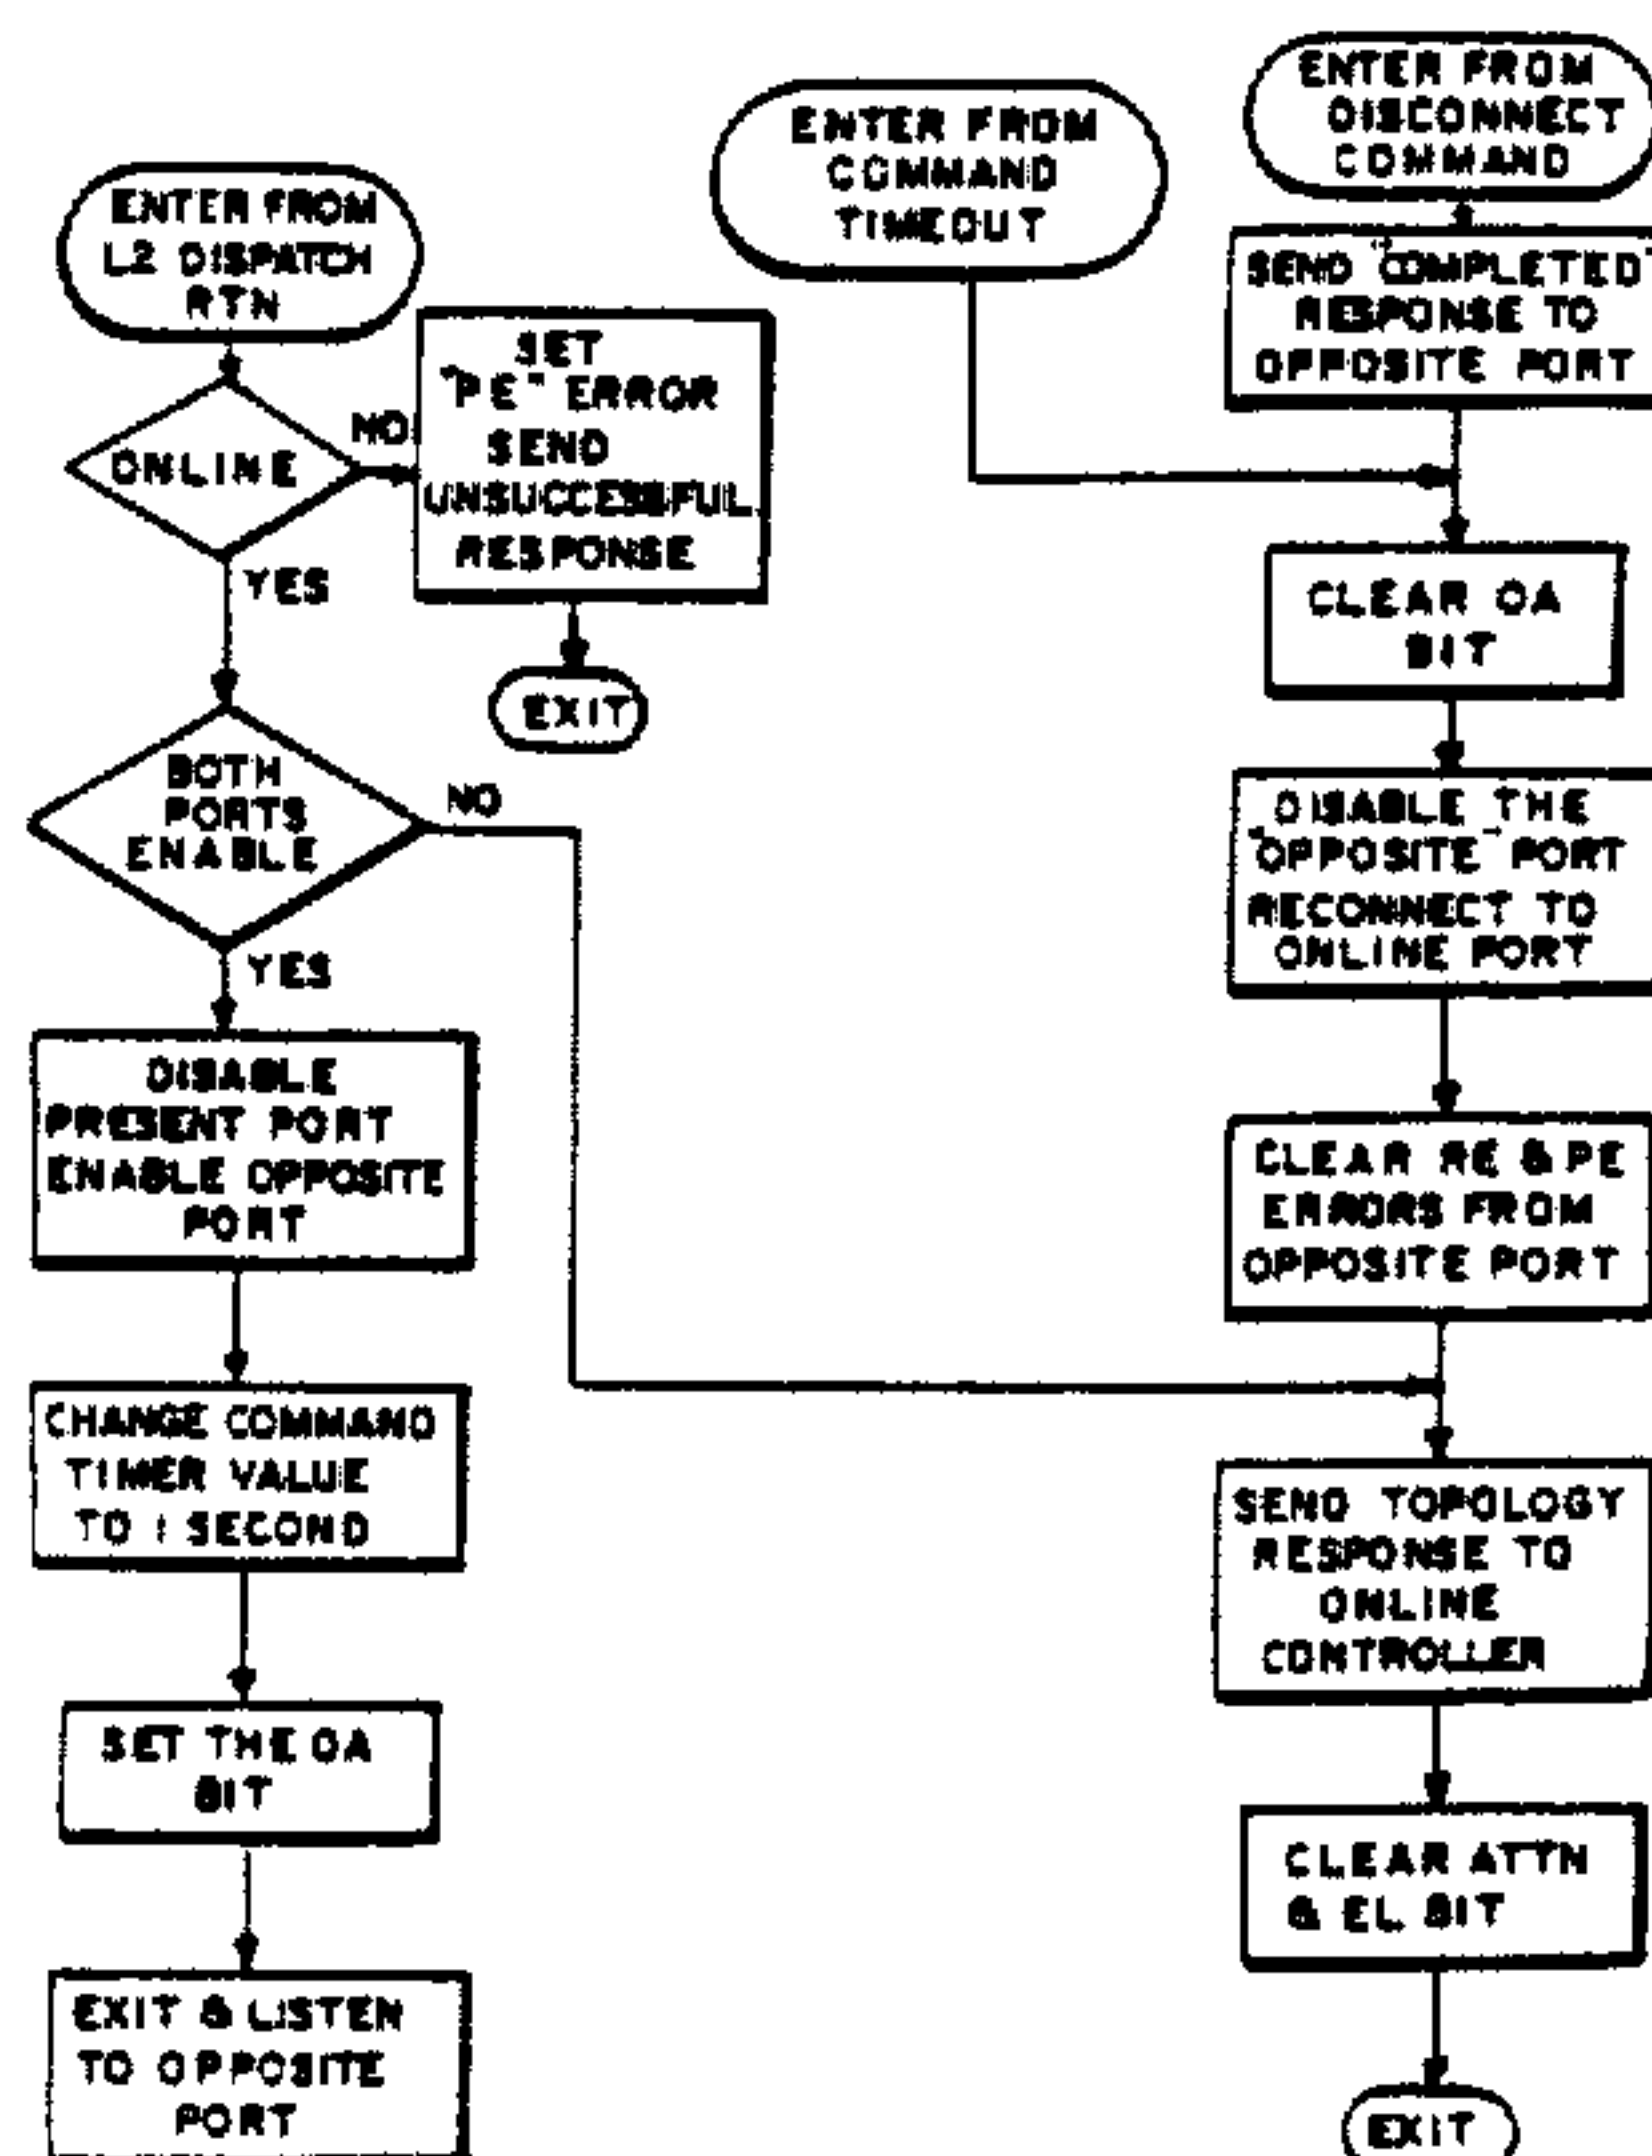 ENTER FROM
L2 DISPATCH
RTN
ONLINE
NO
SET
"PE" ERROR
SEND
UNSUCCESSFUL
RESPONSE
EXIT
YES
BOTH
PORTS
ENABLE
NO
YES
DISABLE
PRESENT PORT
ENABLE OPPOSITE
PORT
CHANGE COMMAND
TIMER VALUE
TO 1 SECOND
SET THE OA
BIT
EXIT & LISTEN
TO OPPOSITE
PORT
ENTER FROM
COMMAND
TIMEOUT
ENTER FROM
DISCONNECT
COMMAND
SEND "COMPLETED"
RESPONSE TO
OPPOSITE PORT
CLEAR OA
BIT
DISABLE THE
"OPPOSITE" PORT
RECONNECT TO
ONLINE PORT
CLEAR RE & PE
ERRORS FROM
OPPOSITE PORT
SEND TOPOLOGY
RESPONSE TO
ONLINE
CONTROLLER
CLEAR ATTN
& EL BIT
EXIT